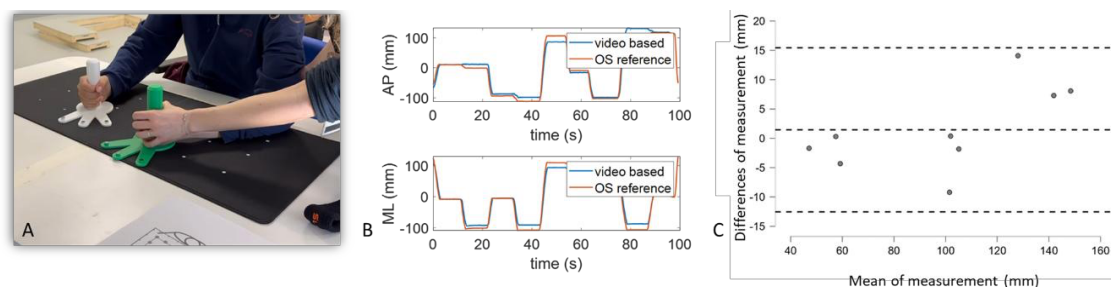 A
B
100
0
-100
AP (mm)
video based
OS reference
0
20
40
60
80
100
time (s)
100
0
-100
ML (mm)
video based
OS reference
0
20
40
60
80
100
time (s)
C
20
15
10
5
0
-5
-10
-15
Differences of measurement (mm)
40
60
80
100
120
140
160
Mean of measurement (mm)